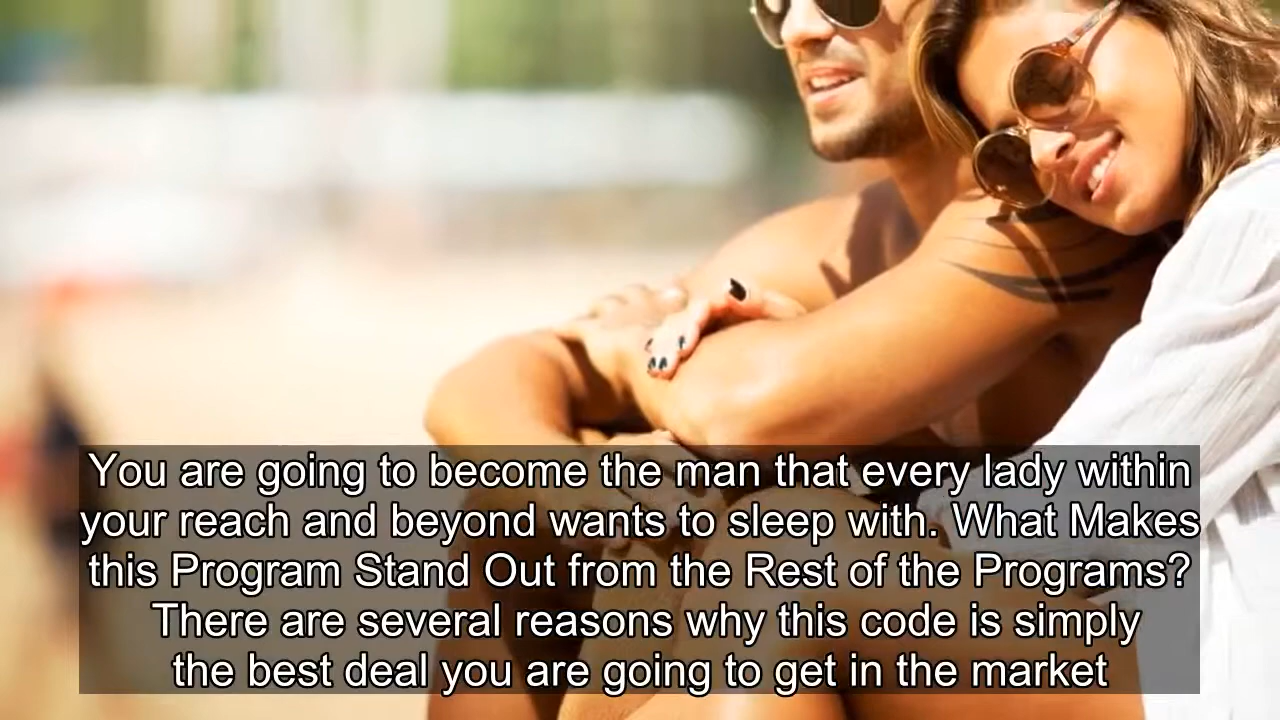 You are going to become the man that every lady within
your reach and beyond wants to sleep with. What Makes
this Program Stand Out from the Rest of the Programs?
There are several reasons why this code is simply
the best deal you are going to get in the market